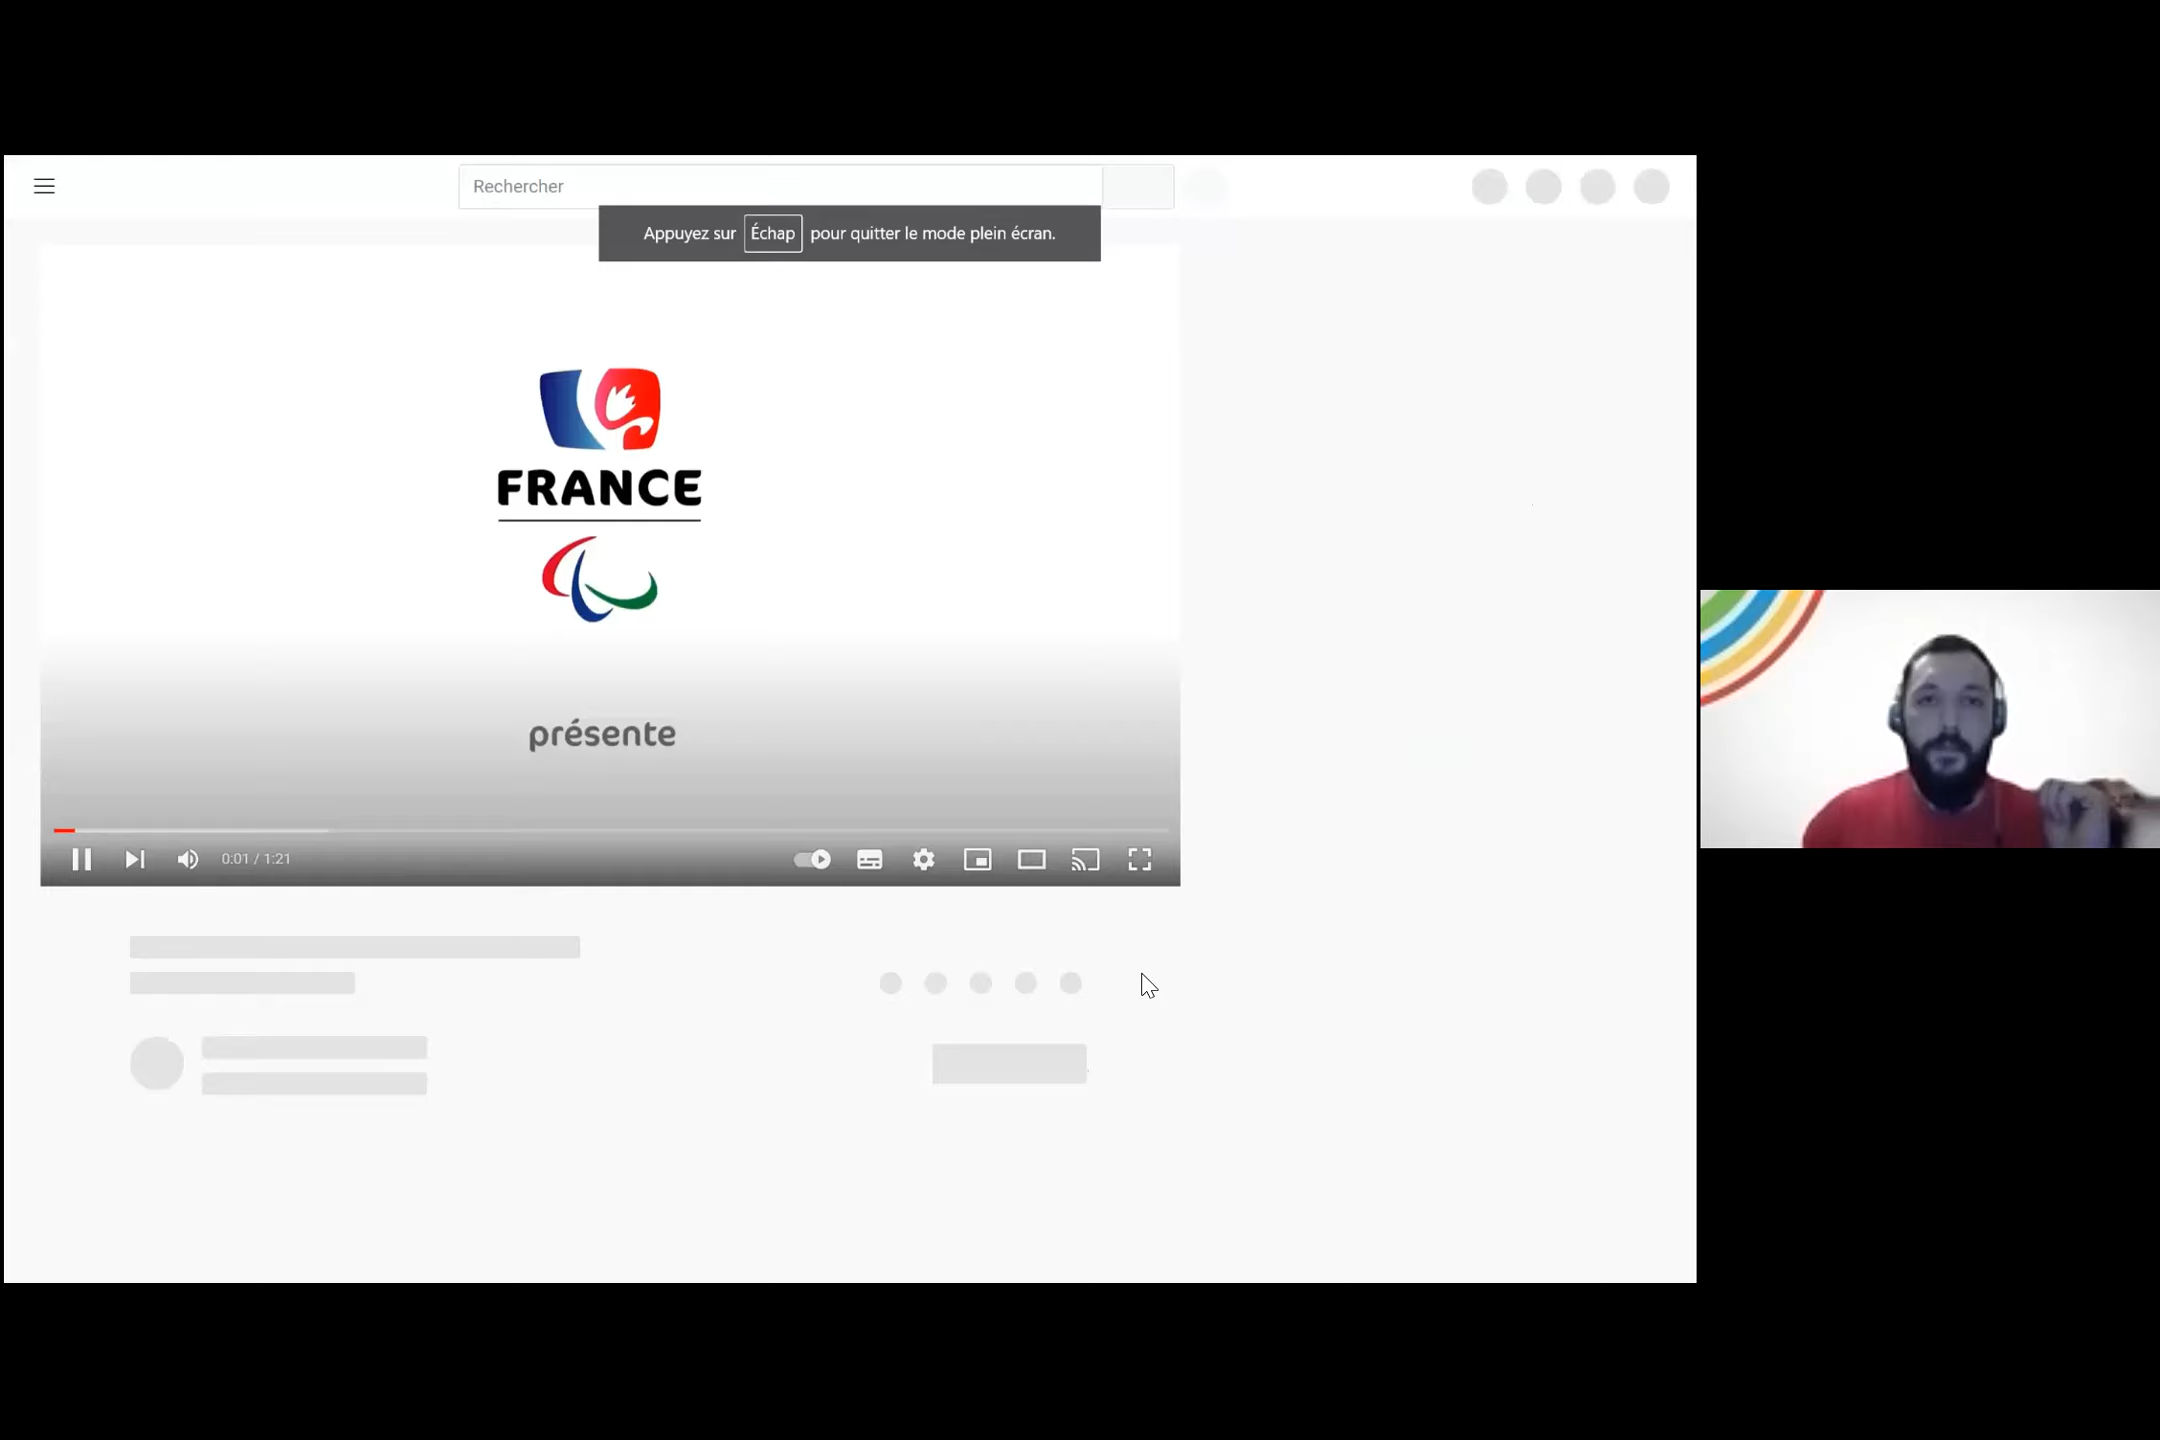 Rechercher
Appuyez sur Échap pour quitter le mode plein écran.
FRANCE
présente
0:01 / 1:21